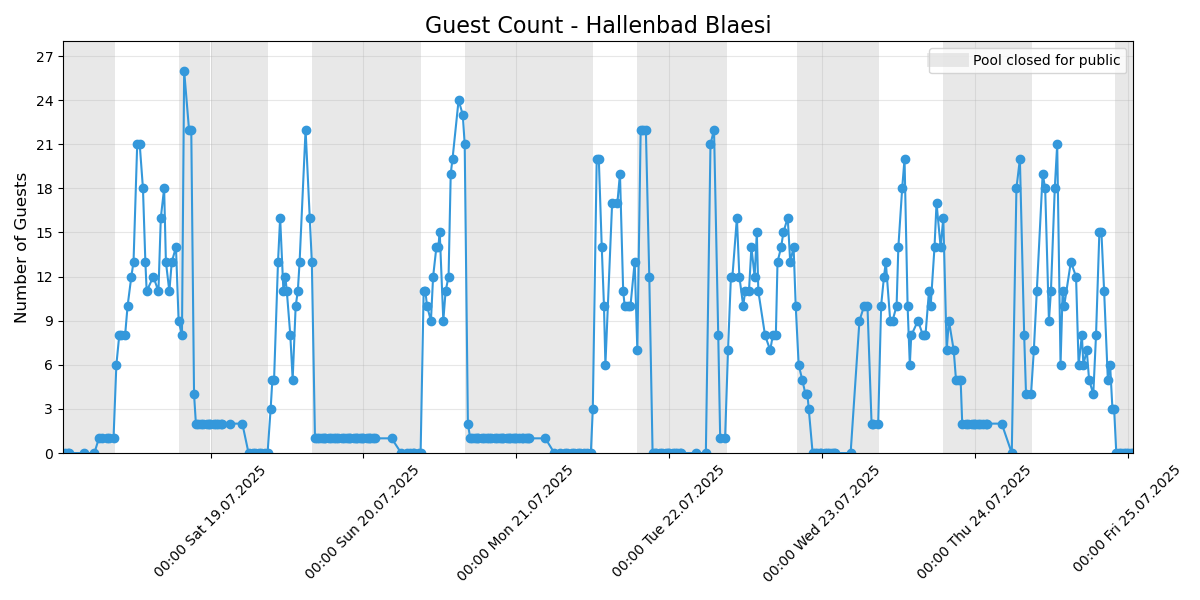 Guest Count - Hallenbad Blaesi
Pool closed for public
Number of Guests
27
24
21
18
15
12
9
6
3
0
00:00 Sat 19.07.2025
00:00 Sun 20.07.2025
00:00 Mon 21.07.2025
00:00 Tue 22.07.2025
00:00 Wed 23.07.2025
00:00 Thu 24.07.2025
00:00 Fri 25.07.2025